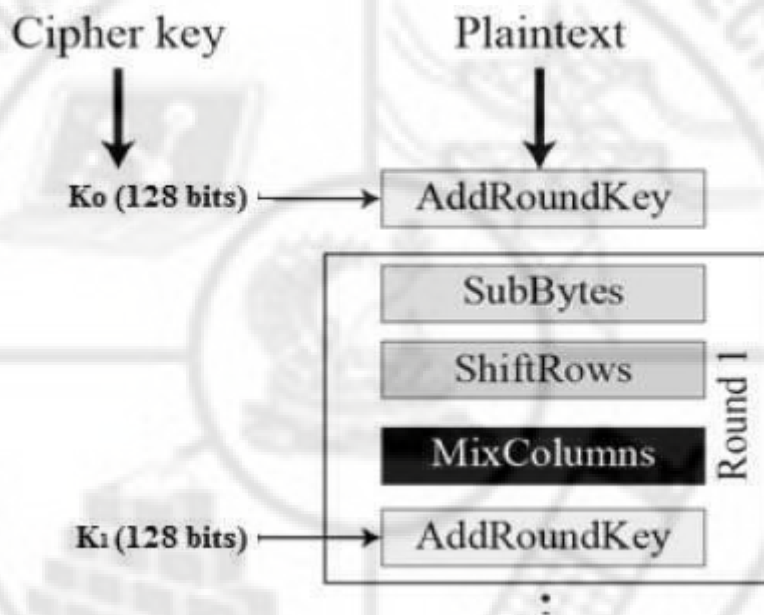 Cipher key
Plaintext
K0 (128 bits)
AddRoundKey
SubBytes
ShiftRows
Round 1
MixColumns
K1 (128 bits)
AddRoundKey